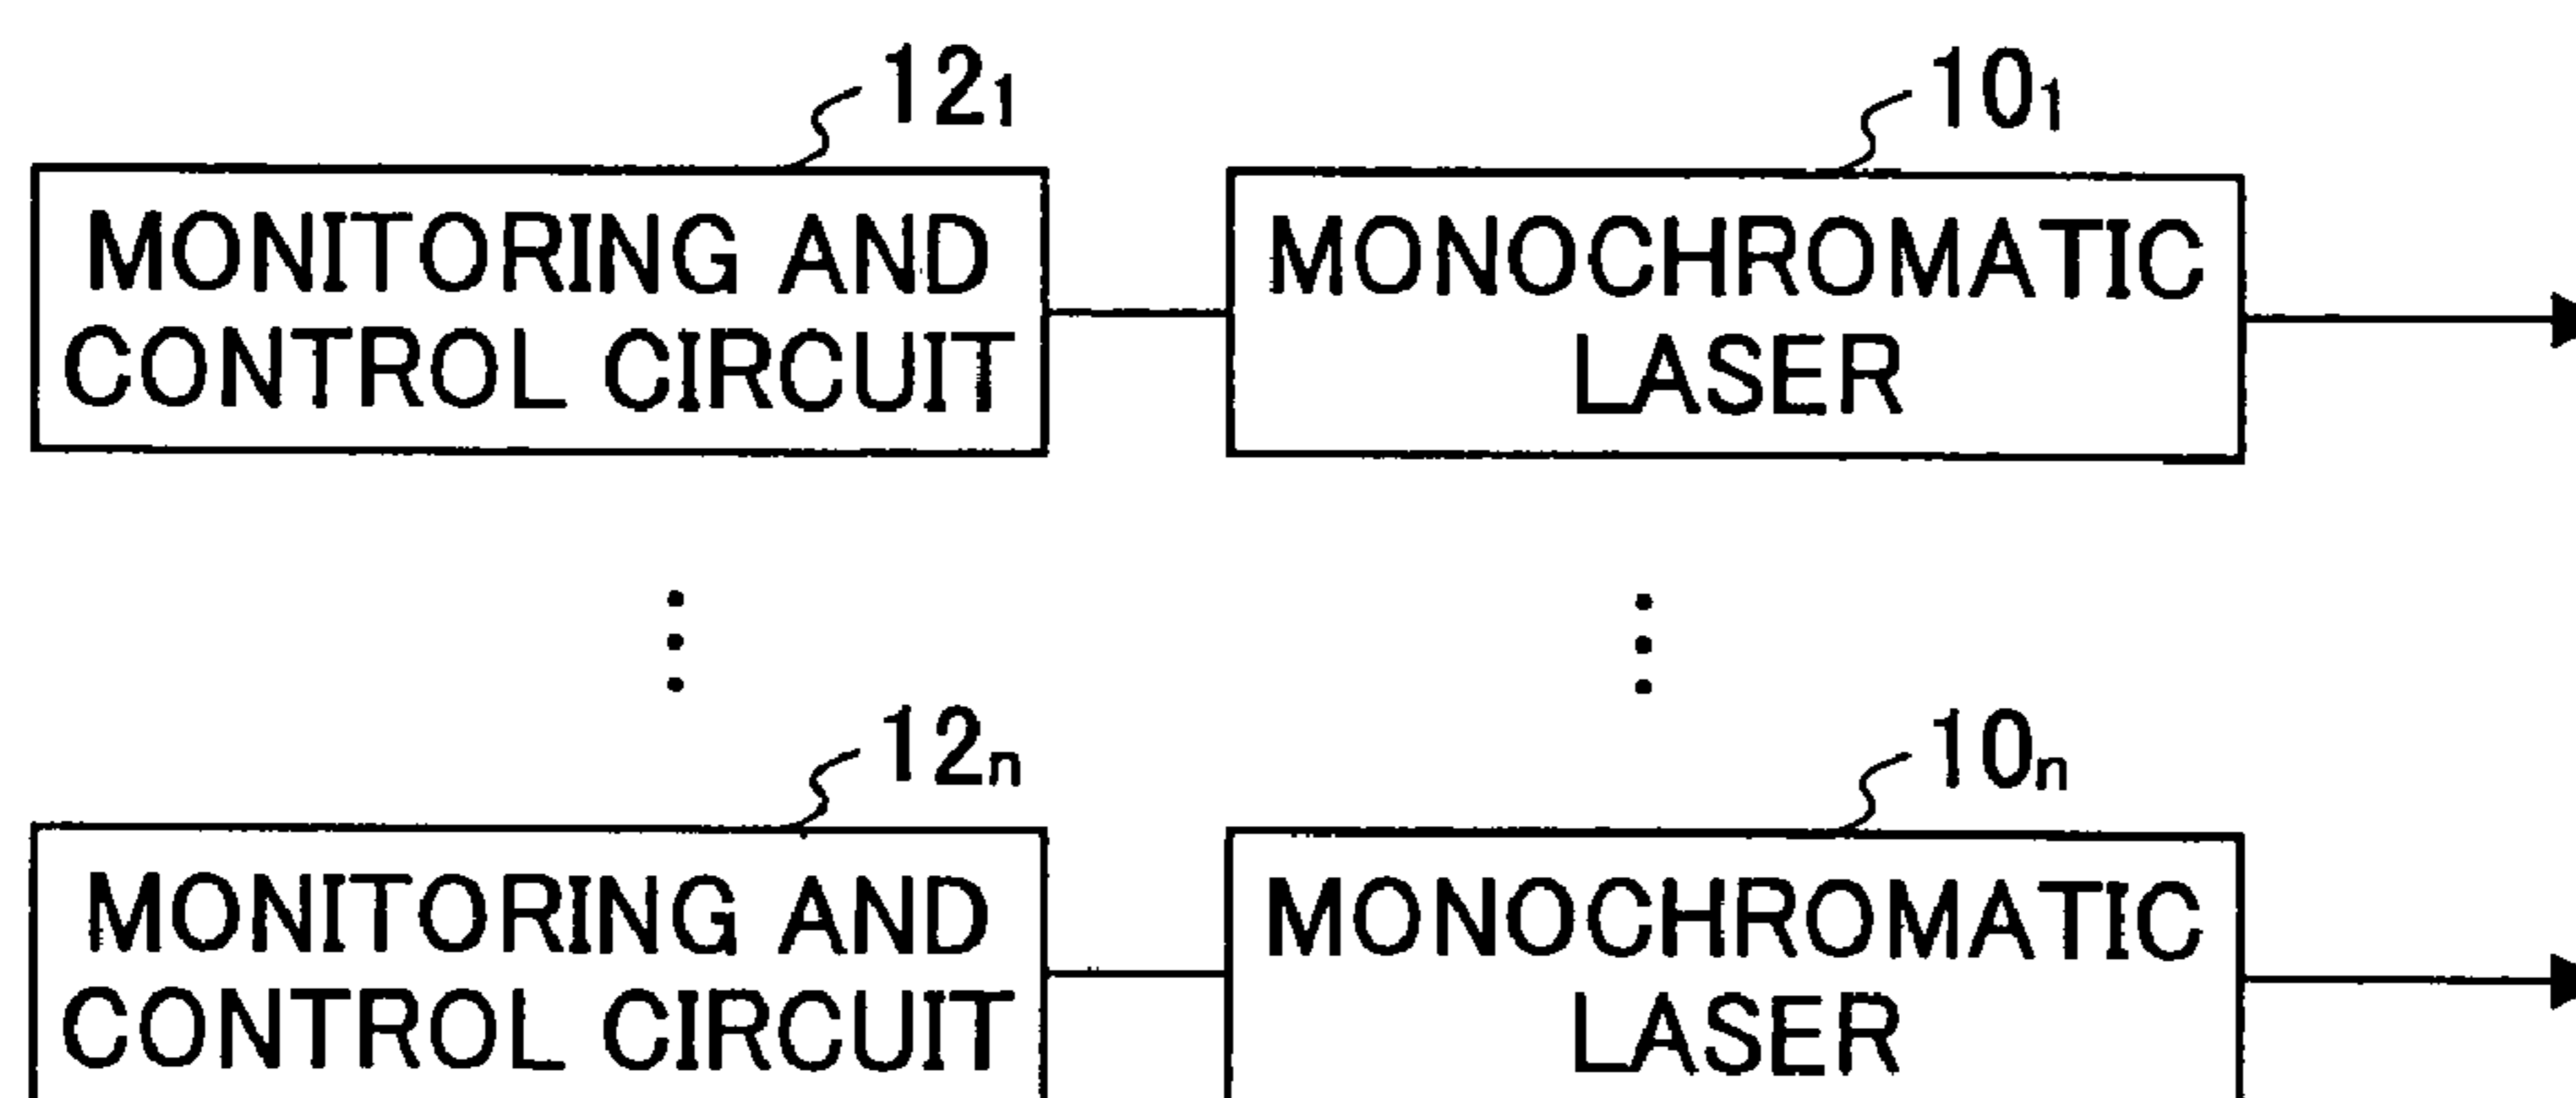 12₁
10₁
MONITORING AND
CONTROL CIRCUIT
MONOCHROMATIC
LASER
12ₙ
10ₙ
MONITORING AND
CONTROL CIRCUIT
MONOCHROMATIC
LASER